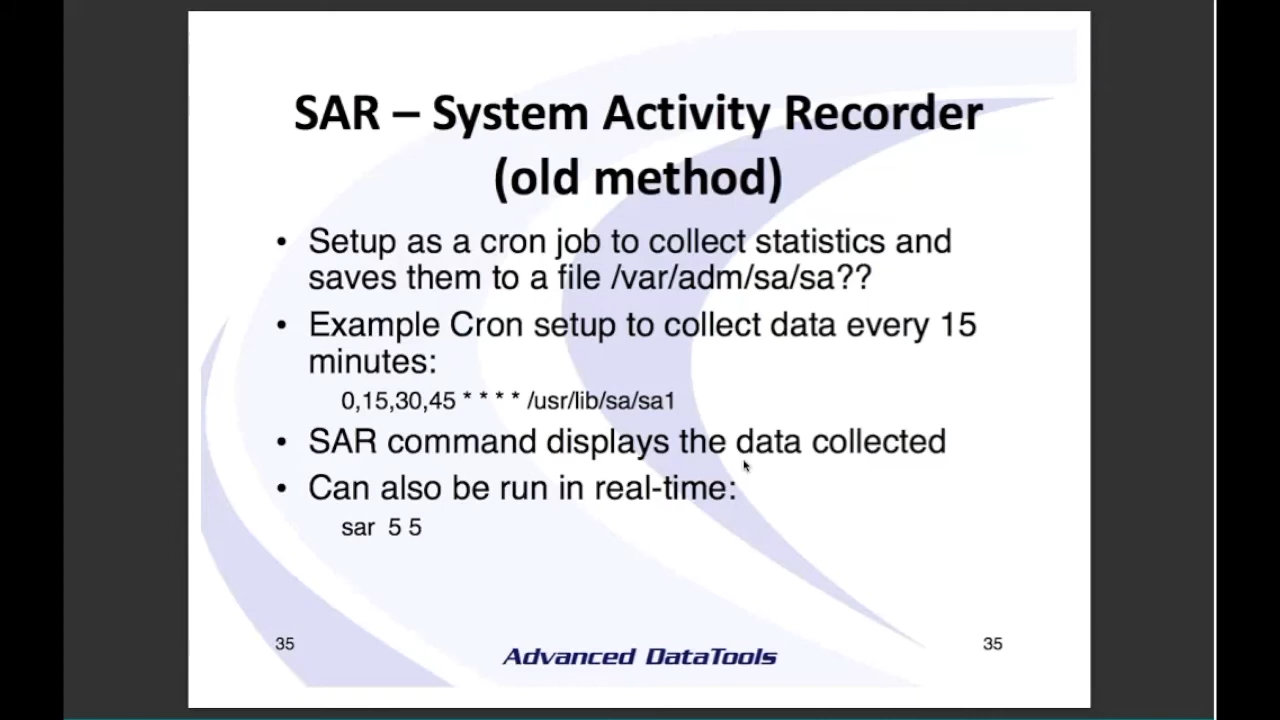 SAR – System Activity Recorder
(old method)
• Setup as a cron job to collect statistics and
saves them to a file /var/adm/sa/sa??
• Example Cron setup to collect data every 15
minutes:
0,15,30,45 * * * * /usr/lib/sa/sa1
• SAR command displays the data collected
• Can also be run in real-time:
sar 5 5
35
Advanced DataTools
35